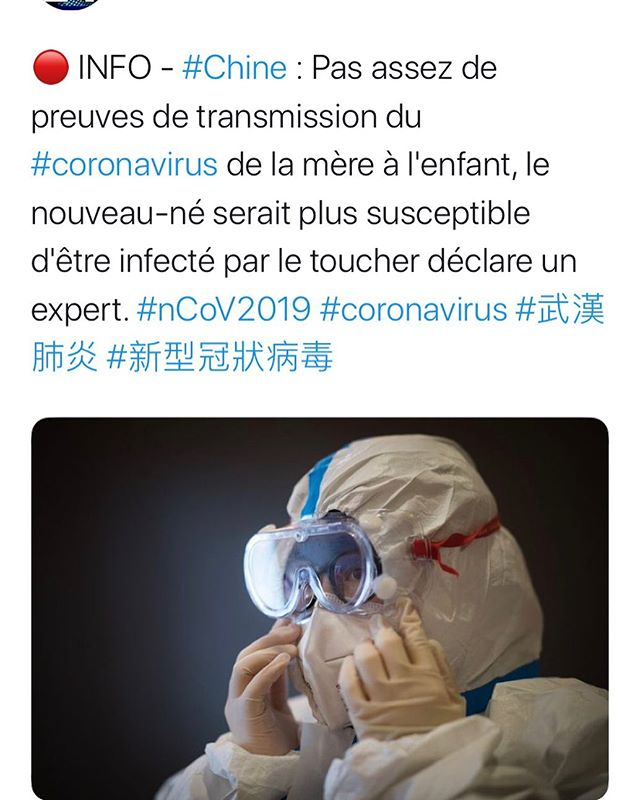 🔴 INFO - #Chine : Pas assez de
preuves de transmission du
#coronavirus de la mère à l'enfant, le
nouveau-né serait plus susceptible
d'être infecté par le toucher déclare un
expert. #nCoV2019 #coronavirus #武漢
肺炎 #新型冠狀病毒